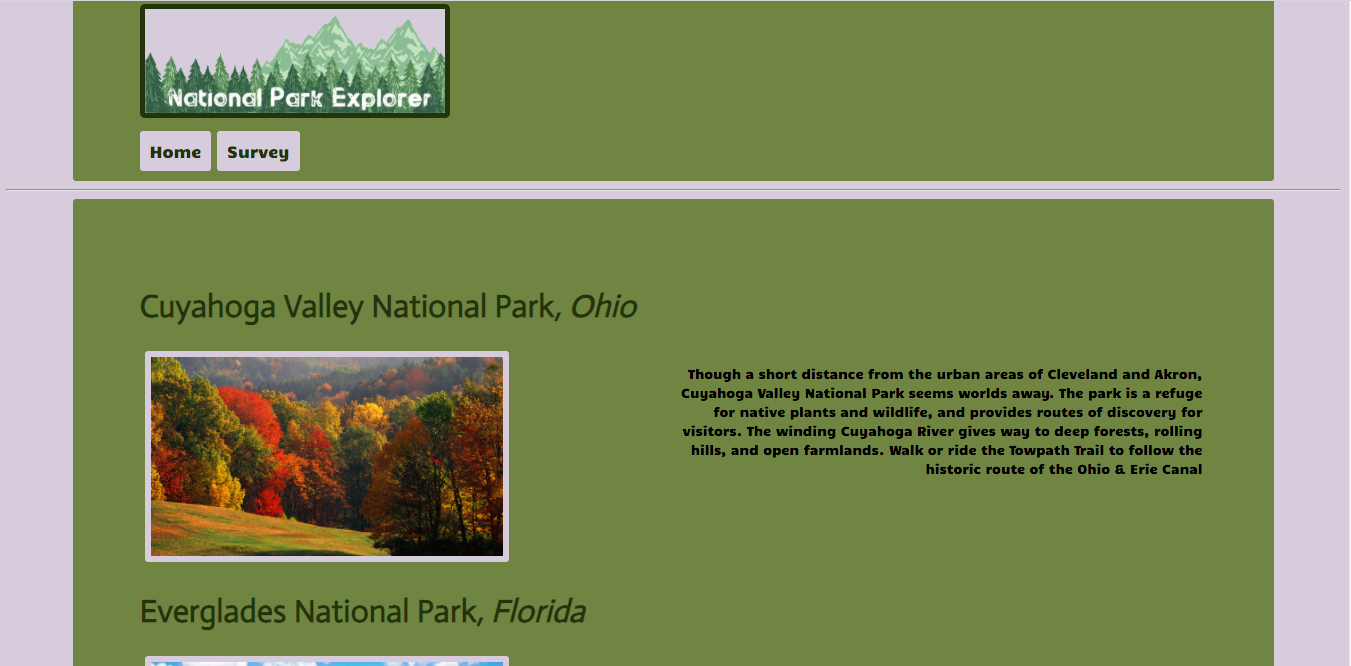 National Park Explorer
Home Survey
Cuyahoga Valley National Park, Ohio
Though a short distance from the urban areas of Cleveland and Akron,
Cuyahoga Valley National Park seems worlds away. The park is a refuge
for native plants and wildlife, and provides routes of discovery for
visitors. The winding Cuyahoga River gives way to deep forests, rolling
hills, and open farmlands. Walk or ride the Towpath Trail to follow the
historic route of the Ohio & Erie Canal
Everglades National Park, Florida